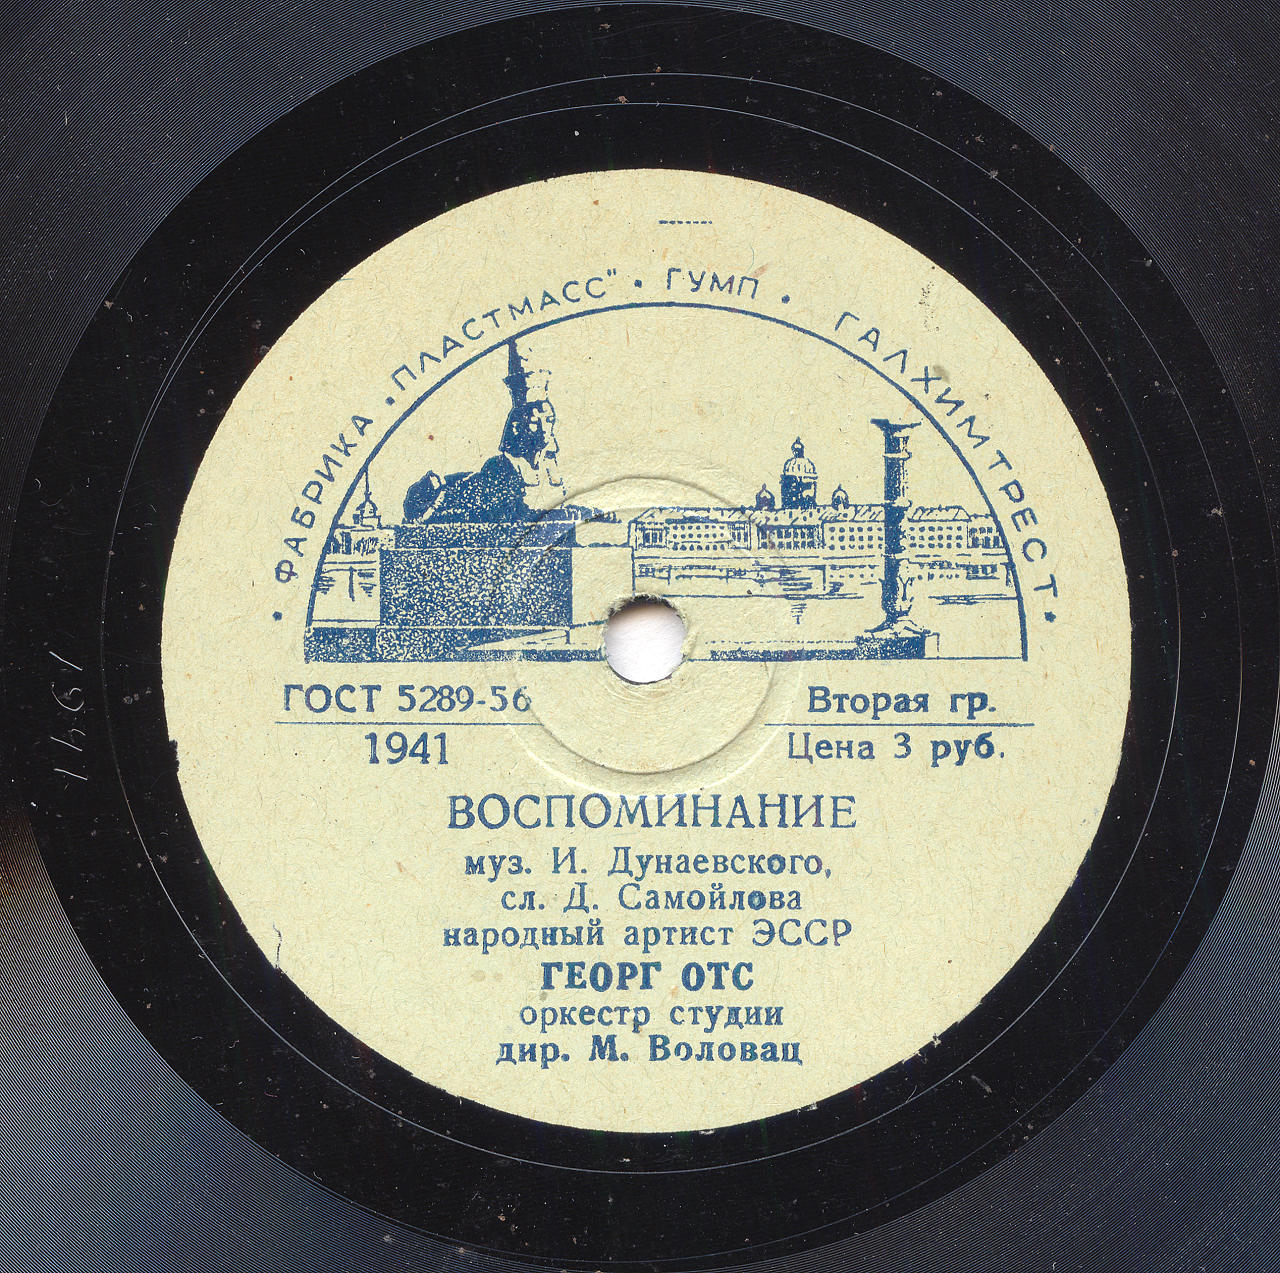 ФАБРИКА „ПЛАСТМАСС" · ГУМП · ГАЛХИМТРЕСТ
ГОСТ 5289-56
Вторая гр.
1941
Цена 3 руб.
ВОСПОМИНАНИЕ
муз. И. Дунаевского,
сл. Д. Самойлова
народный артист ЭССР
ГЕОРГ ОТС
оркестр студии
дир. М. Воловац
1941